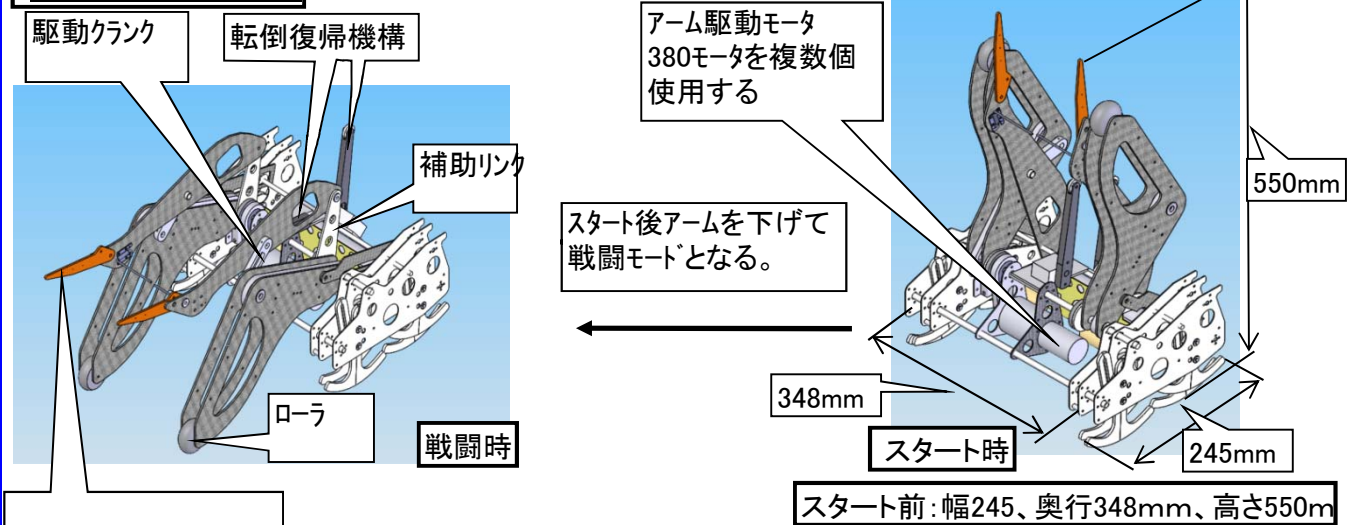 駆動クランク
転倒復帰機構
補助リンク
ローラ
戦闘時
アーム駆動モータ
380モータを複数個
使用する
スタート後アームを下げて
戦闘モードとなる。
550mm
348mm
245mm
スタート時
スタート前:幅245、奥行348mm、高さ550m